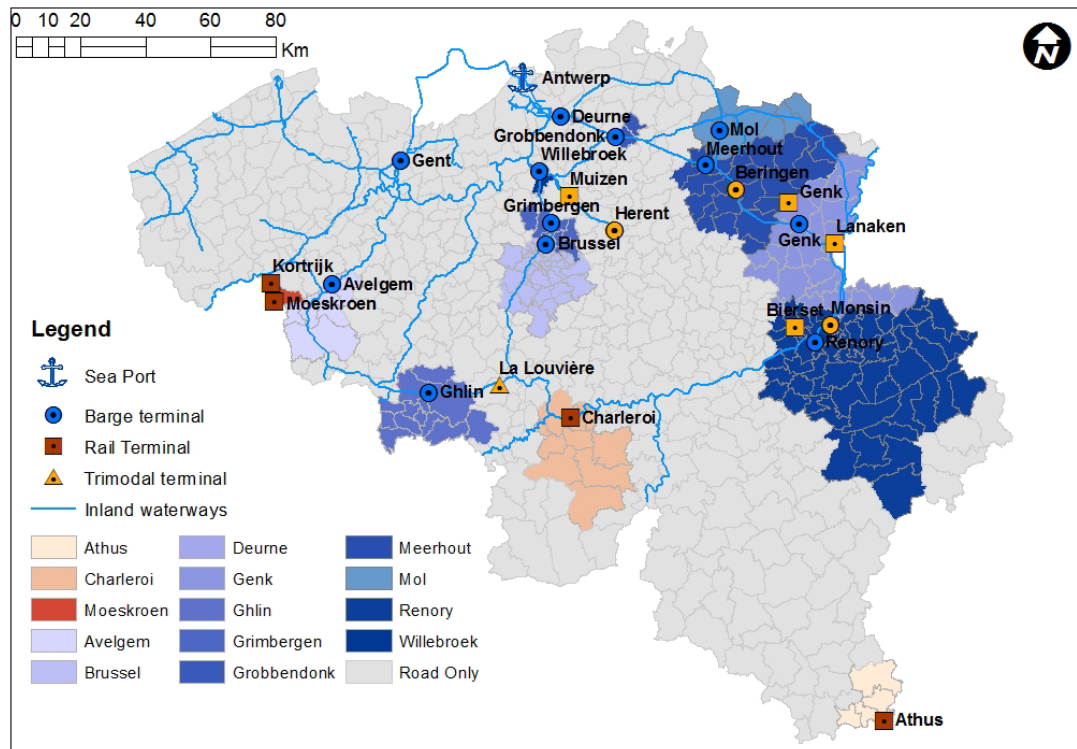 0 10 20 40 60 80
Km
N
Antwerp
Deurne
Grobbendonk
Mol
Meerhout
Willebroek
Gent
Muizen
Beringen
Genk
Grimbergen
Herent
Genk
Lanaken
Brussel
Kortrijk
Avelgem
Moeskroen
Bierset
Monsin
Renory
La Louvière
Ghlin
Charleroi
Athus
Legend
Sea Port
Barge terminal
Rail Terminal
Trimodal terminal
Inland waterways
Athus
Deurne
Meerhout
Charleroi
Genk
Mol
Moeskroen
Ghlin
Renory
Avelgem
Grimbergen
Willebroek
Brussel
Grobbendonk
Road Only